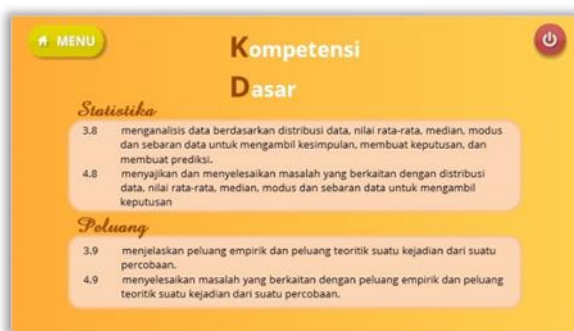 MENU
Kompetensi
Dasar
Statistika
3.8 menganalisis data berdasarkan distribusi data, nilai rata-rata, median, modus
dan sebaran data untuk mengambil kesimpulan, membuat keputusan, dan
membuat prediksi.
4.8 menyajikan dan menyelesaikan masalah yang berkaitan dengan distribusi
data, nilai rata-rata, median, modus dan sebaran data untuk mengambil
keputusan
Peluang
3.9 menjelaskan peluang empirik dan peluang teoritik suatu kejadian dari suatu
percobaan.
4.9 menyelesaikan masalah yang berkaitan dengan peluang empirik dan peluang
teoritik suatu kejadian dari suatu percobaan.